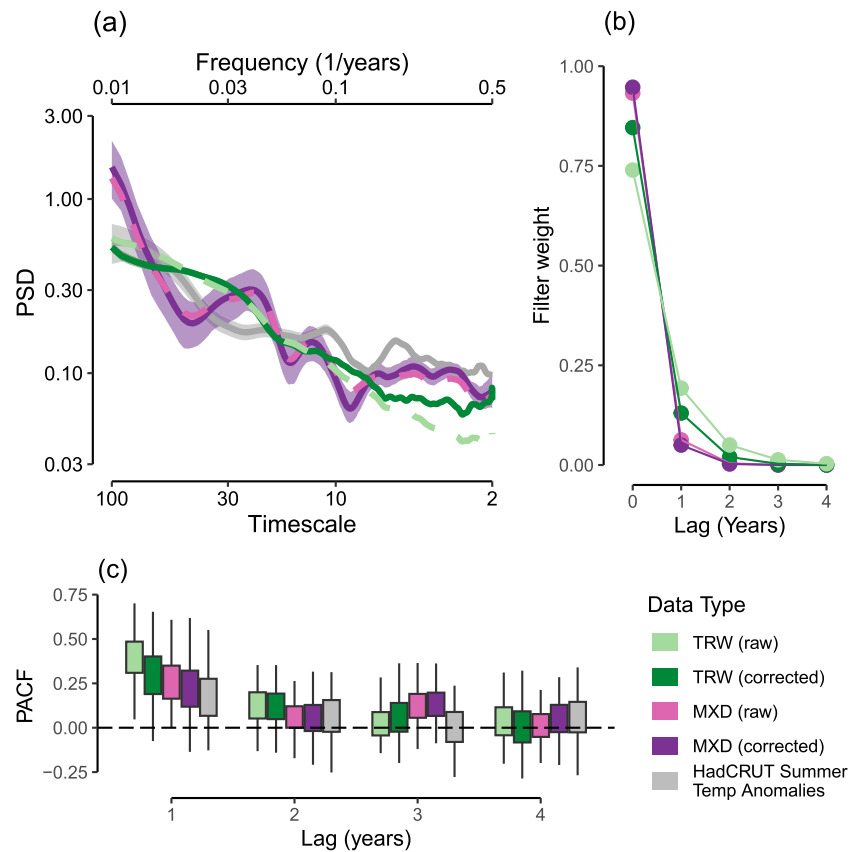 (a)
Frequency (1/years)
0.01 0.03 0.1 0.5
3.00
1.00
0.30
0.10
0.03
PSD
100 30 10 2
Timescale
(b)
1.00
0.75
0.50
0.25
0.00
Filter weight
0 1 2 3 4
Lag (Years)
(c)
0.75
0.50
0.25
0.00
−0.25
PACF
1 2 3 4
Lag (years)
Data Type
TRW (raw)
TRW (corrected)
MXD (raw)
MXD (corrected)
HadCRUT Summer
Temp Anomalies